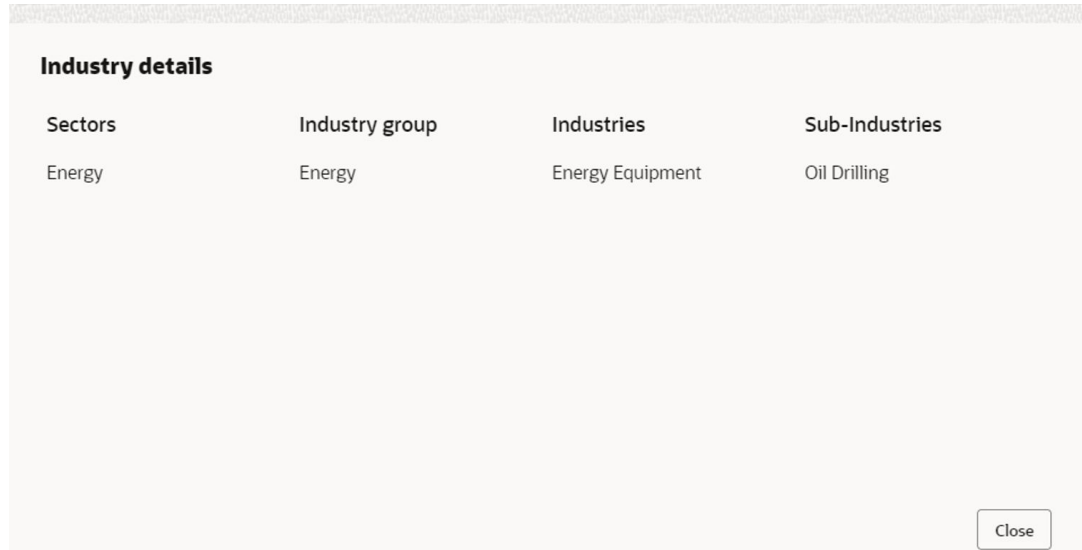 Industry details
Sectors Industry group Industries Sub-Industries
Energy Energy Energy Equipment Oil Drilling
Close